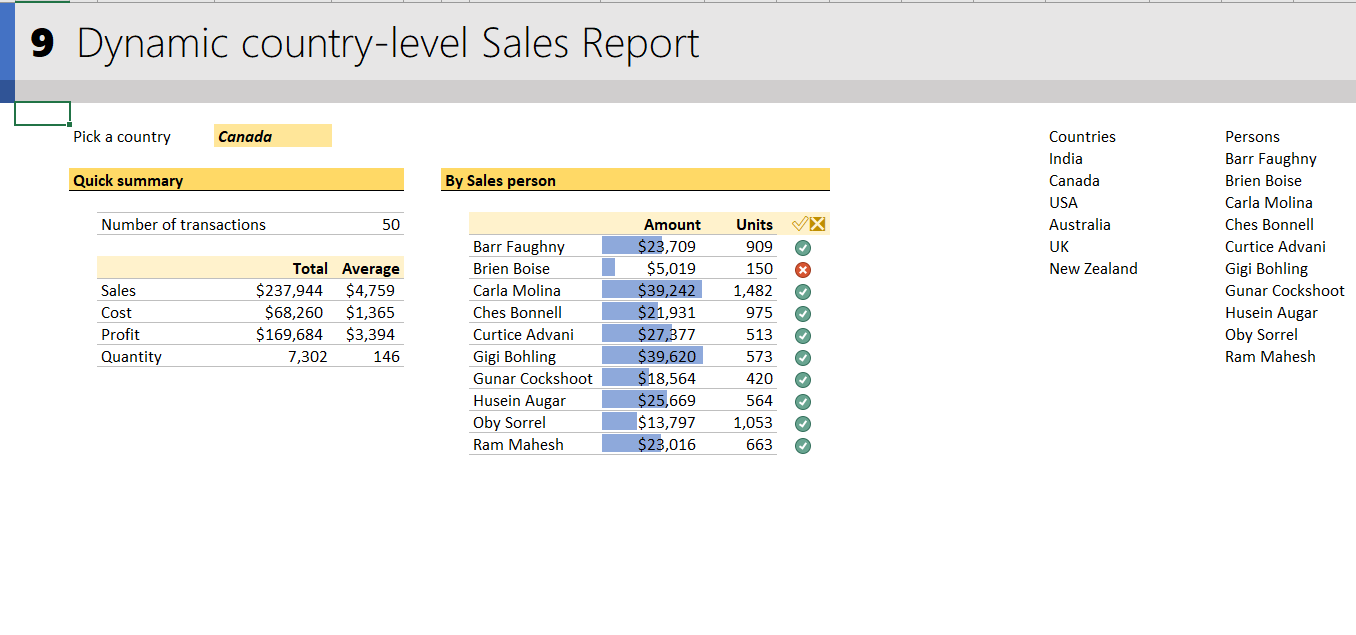 9 Dynamic country-level Sales Report
Pick a country Canada
Quick summary
Number of transactions 50
Total Average
Sales $237,944 $4,759
Cost $68,260 $1,365
Profit $169,684 $3,394
Quantity 7,302 146
By Sales person
Amount Units
Barr Faughny $23,709 909
Brien Boise $5,019 150
Carla Molina $39,242 1,482
Ches Bonnell $21,931 975
Curtice Advani $27,377 513
Gigi Bohling $39,620 573
Gunar Cockshoot $18,564 420
Husein Augar $25,669 564
Oby Sorrel $13,797 1,053
Ram Mahesh $23,016 663
Countries
India
Canada
USA
Australia
UK
New Zealand
Persons
Barr Faughny
Brien Boise
Carla Molina
Ches Bonnell
Curtice Advani
Gigi Bohling
Gunar Cockshoot
Husein Augar
Oby Sorrel
Ram Mahesh